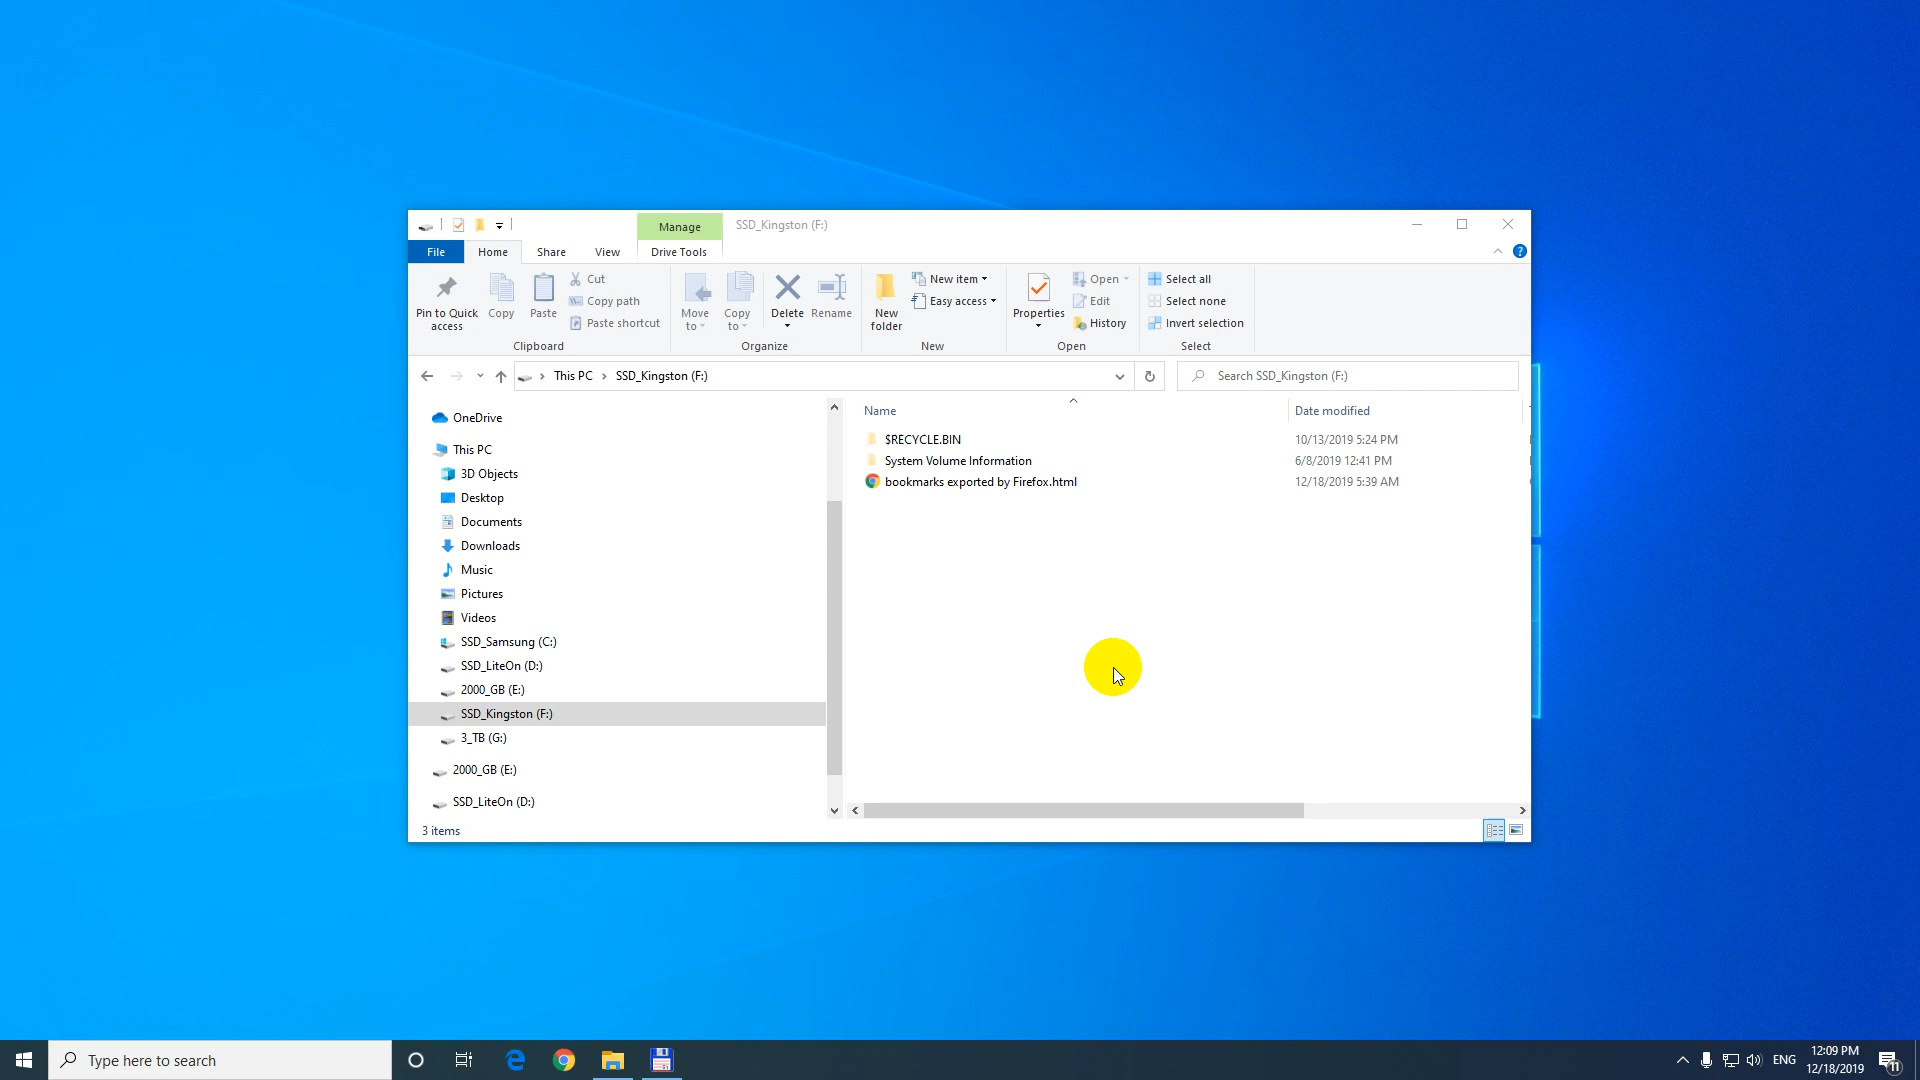 Manage
SSD_Kingston (F:)
File
Home
Share
View
Drive Tools
Pin to Quick access
Copy
Paste
Cut
Copy path
Paste shortcut
Clipboard
Move to
Copy to
Delete
Rename
Organize
New folder
New item
Easy access
New
Properties
Open
Edit
History
Open
Select all
Select none
Invert selection
Select
This PC
SSD_Kingston (F:)
Search SSD_Kingston (F:)
OneDrive
This PC
3D Objects
Desktop
Documents
Downloads
Music
Pictures
Videos
SSD_Samsung (C:)
SSD_LiteOn (D:)
2000_GB (E:)
SSD_Kingston (F:)
3_TB (G:)
2000_GB (E:)
SSD_LiteOn (D:)
Name
Date modified
$RECYCLE.BIN
10/13/2019 5:24 PM
System Volume Information
6/8/2019 12:41 PM
bookmarks exported by Firefox.html
12/18/2019 5:39 AM
3 items
Type here to search
ENG
12:09 PM
12/18/2019
11